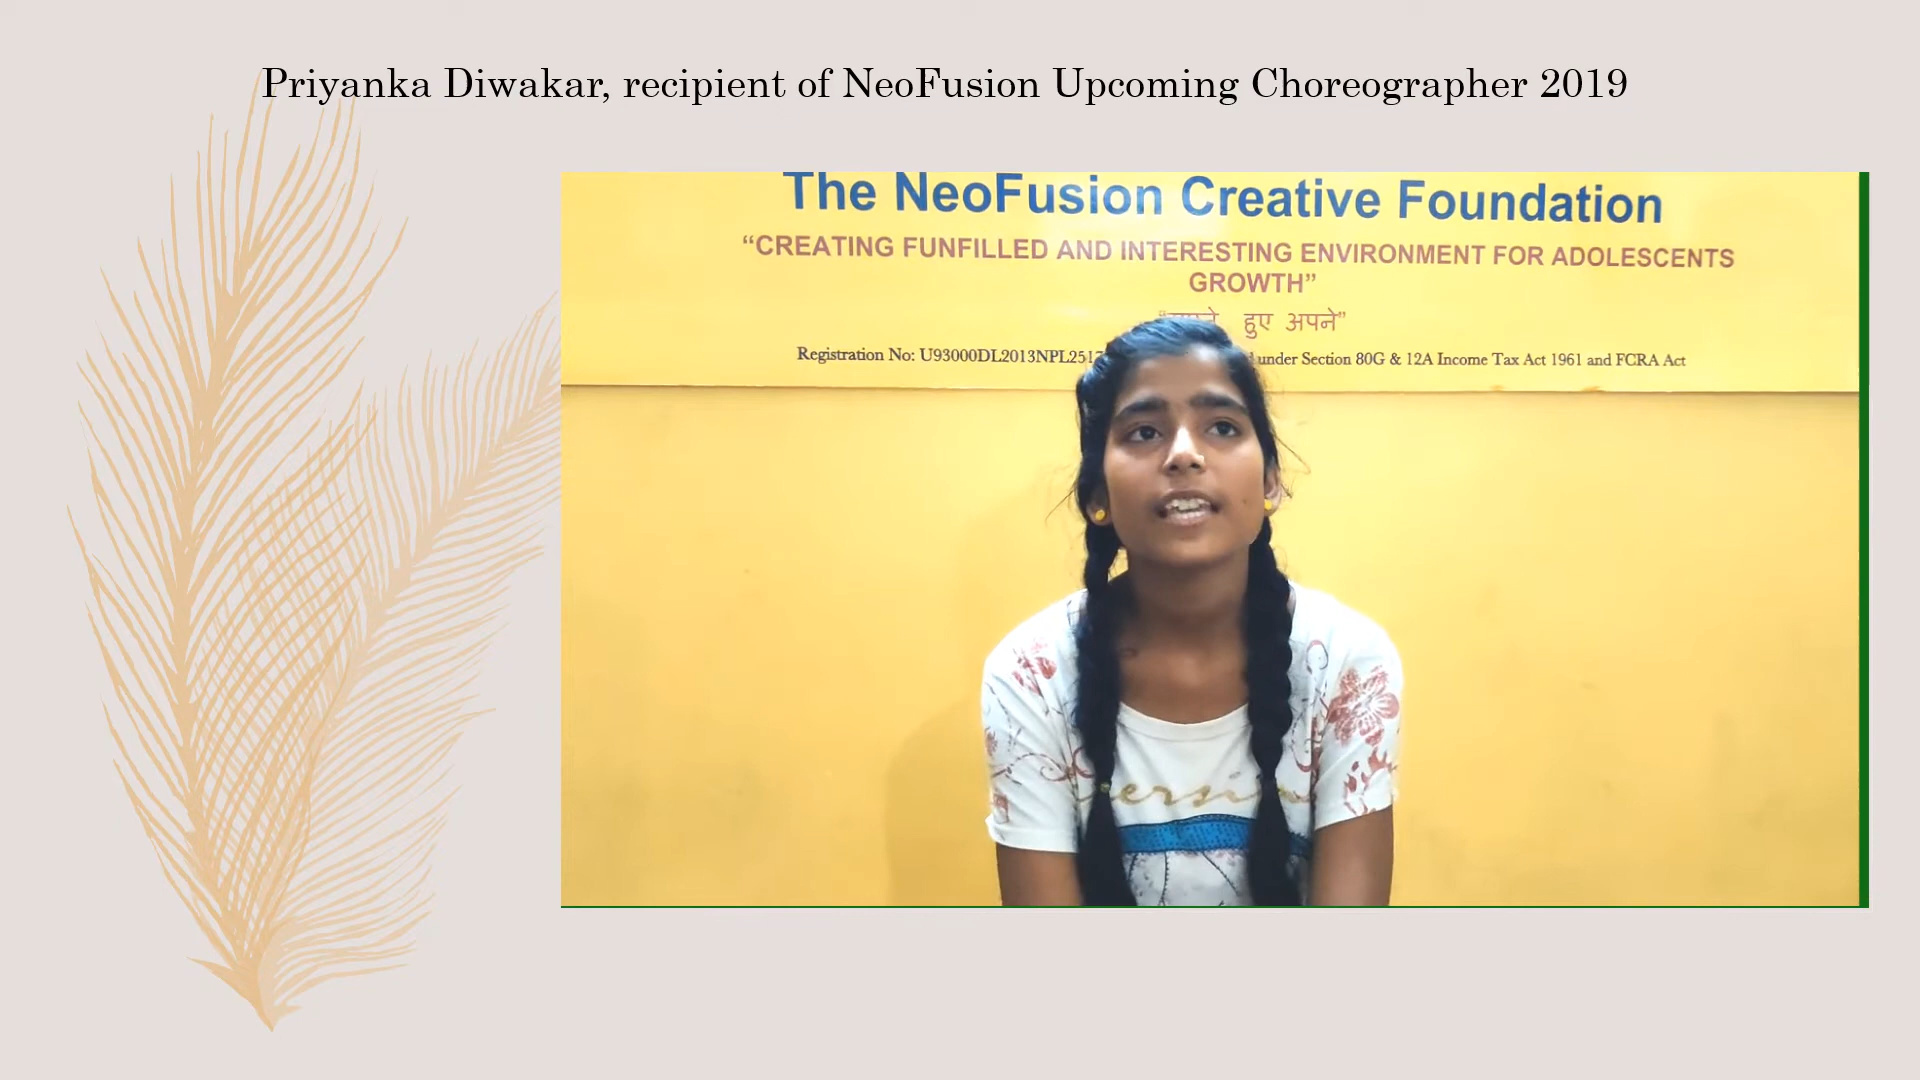 Priyanka Diwakar, recipient of NeoFusion Upcoming Choreographer 2019
The NeoFusion Creative Foundation
“CREATING FUNFILLED AND INTERESTING ENVIRONMENT FOR ADOLESCENTS
GROWTH”
हुए अपने”
Registration No: U93000DL2013NPL251 under Section 80G & 12A Income Tax Act 1961 and FCRA Act